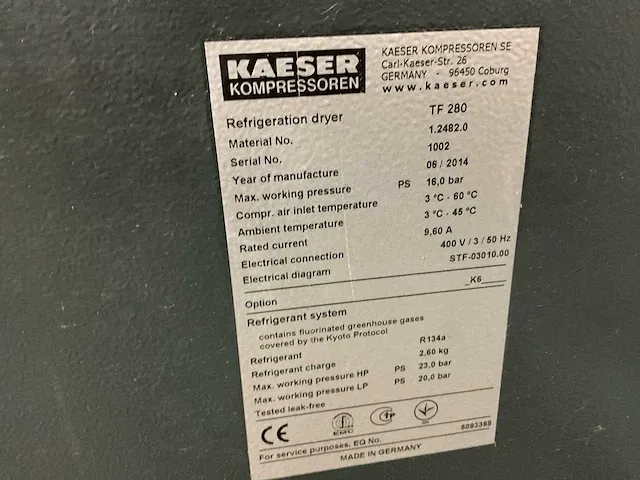 KAESER
KOMPRESSOREN
KAESER KOMPRESSOREN SE
Carl-Kaeser-Str. 26
GERMANY - 96450 Coburg
www.kaeser.com
Refrigeration dryer TF 280
Material No. 1.2482.0
Serial No. 1002
Year of manufacture 06 / 2014
Max. working pressure PS 16,0 bar
Compr. air inlet temperature 3 °C - 60 °C
Ambient temperature 3 °C - 45 °C
Rated current 9,60 A
Electrical connection 400 V / 3 / 50 Hz
Electrical diagram STF-03010.00
Option _K6____
Refrigerant system
contains fluorinated greenhouse gases
covered by the Kyoto Protocol
Refrigerant R134a
Refrigerant charge 2,60 kg
Max. working pressure HP PS 23,0 bar
Max. working pressure LP PS 20,0 bar
Tested leak-free
CE
EMC
For service purposes, EQ No. 5093398
MADE IN GERMANY